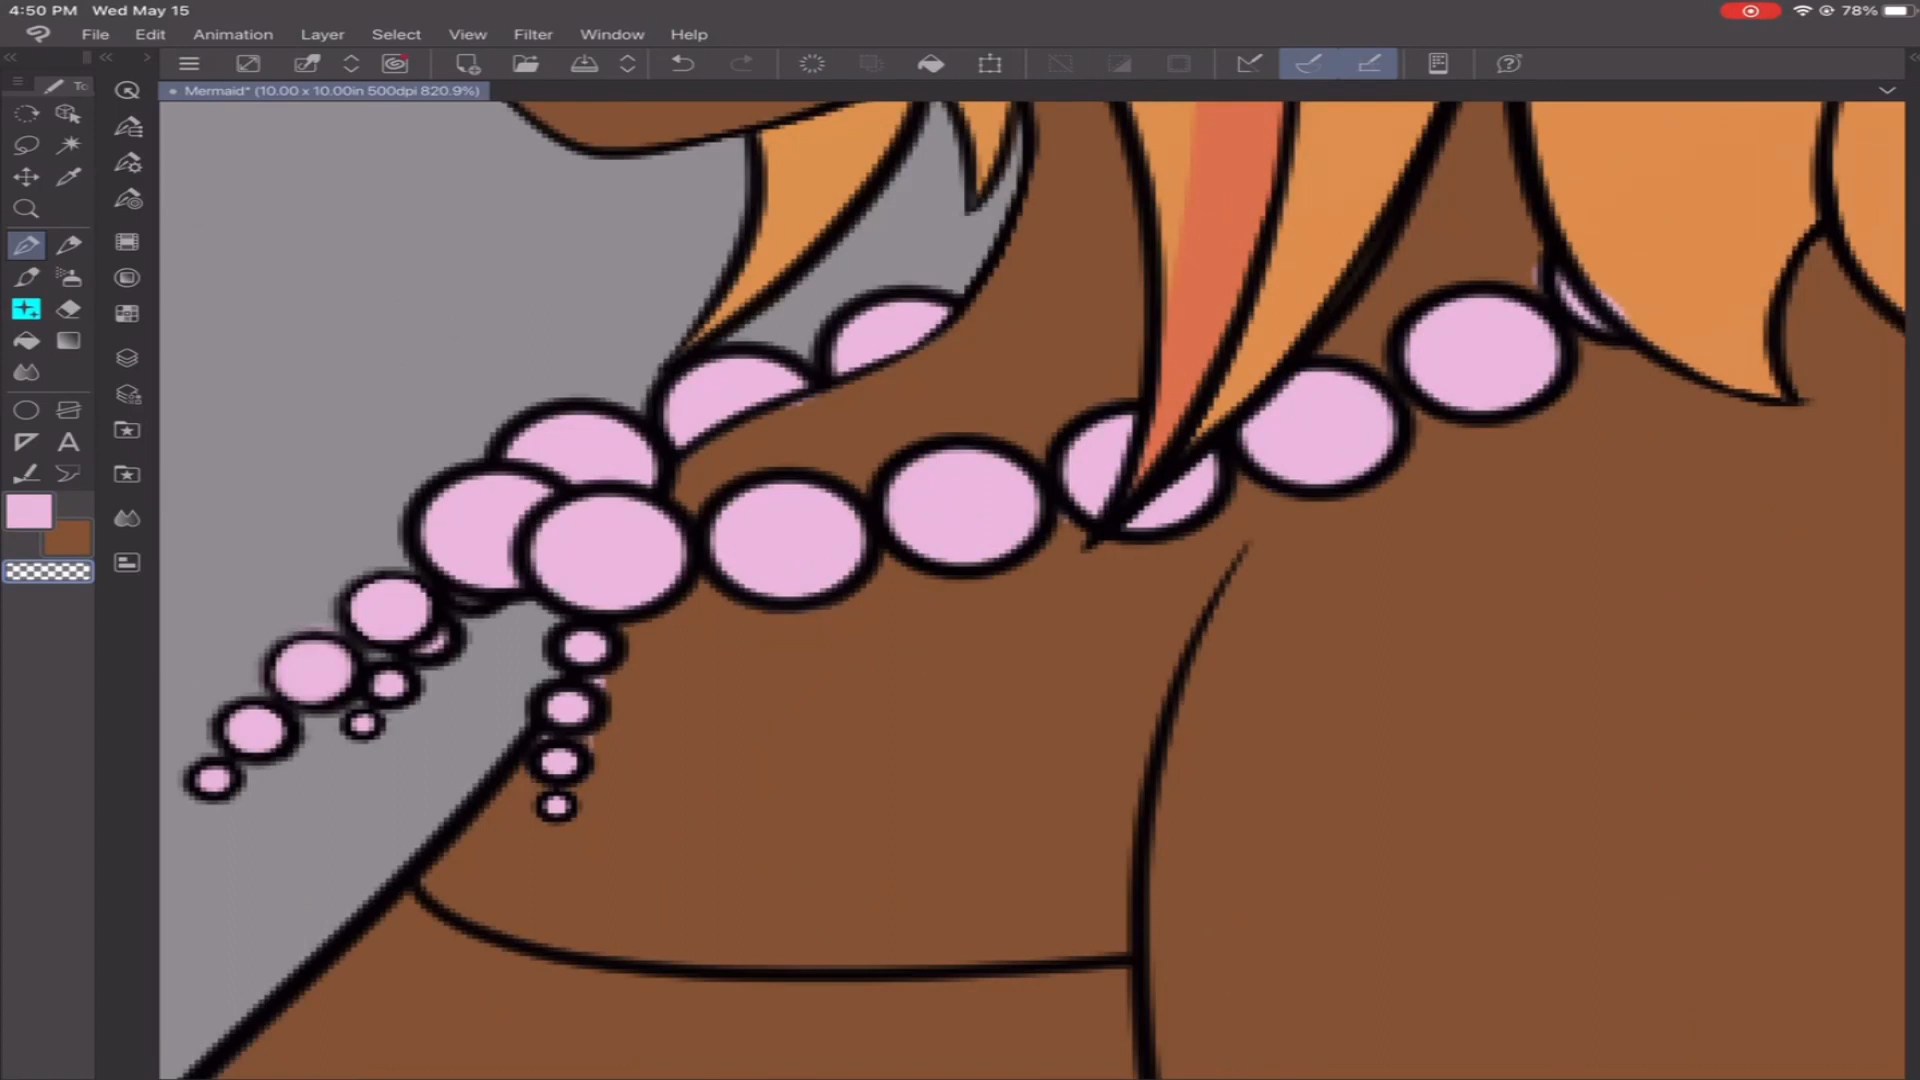 4:50 PM Wed May 15
78%
File Edit Animation Layer Select View Filter Window Help
To
Mermaid* (10.00 x 10.00in 500dpi 820.9%)
A